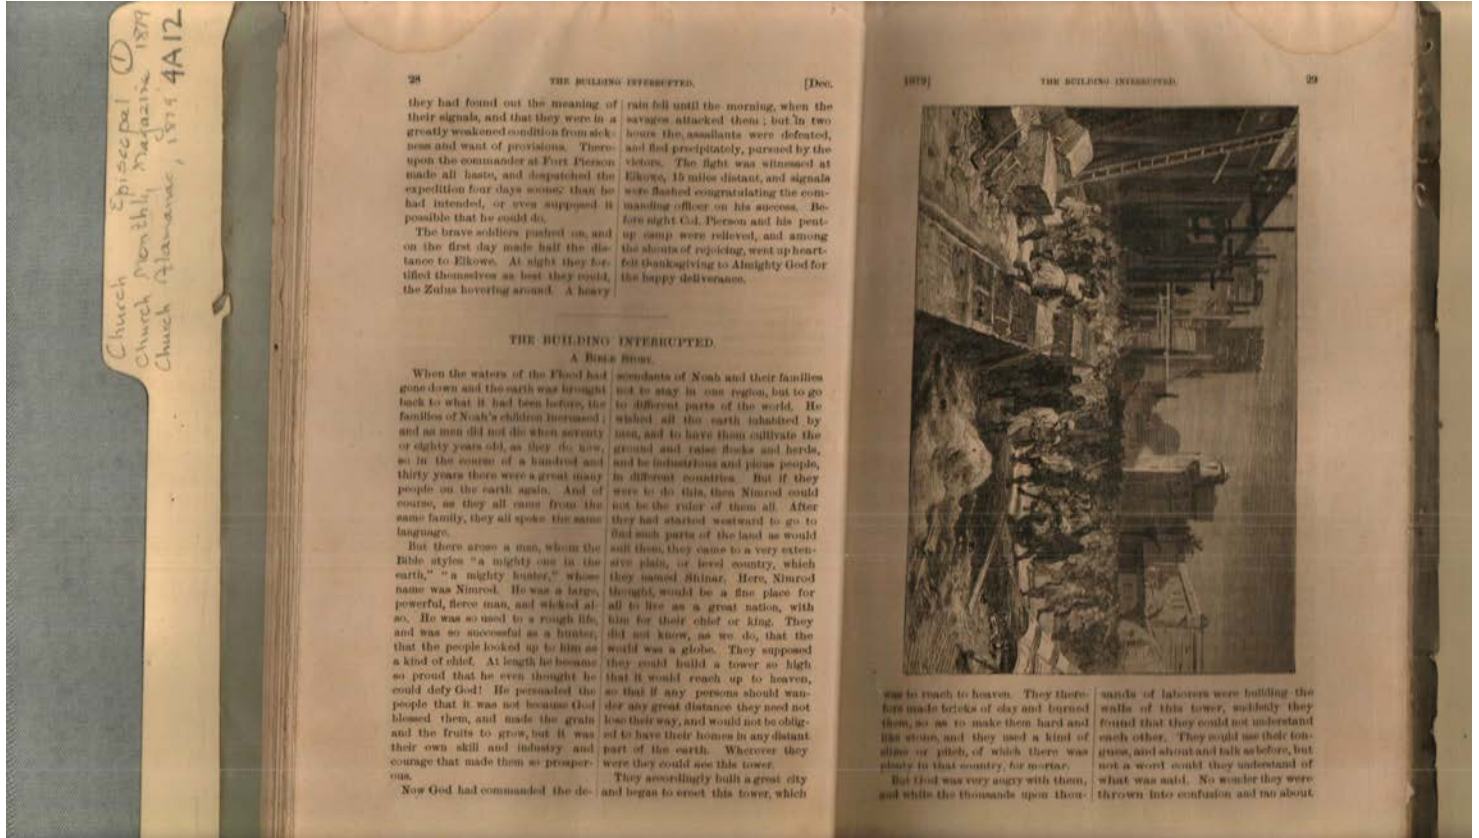 Church Episcopal ①
Church Monthly Magazine 1879
Church Almanac, 1879 4A12
28
THE BUILDING INTERRUPTED.
[Dec.
they had found out the meaning of
their signals, and that they were in a
greatly weakened condition from sick-
ness and want of provisions. There-
upon the commander at Fort Pierson
made all haste, and despatched the
expedition four days sooner than he
had intended, or even supposed it
possible that he could do.
The brave soldiers pushed on, and
on the first day made half the dis-
tance to Eikowe. At night they for-
tified themselves as best they could,
the Zulus hovering around. A heavy
rain fell until the morning, when the
savages attacked them; but in two
hours the assailants were defeated,
and fled precipitately, pursued by the
victors. The fight was witnessed at
Eikowe, 15 miles distant, and signals
were flashed congratulating the com-
manding officer on his success. Be-
fore night Col. Pierson and his pent-
up camp were relieved, and among
the shouts of rejoicing, went up heart-
felt thanksgiving to Almighty God for
the happy deliverance.
THE BUILDING INTERRUPTED.
A BIBLE STORY.
When the waters of the Flood had
gone down and the earth was brought
back to what it had been before, the
families of Noah's children increased;
and as men did not die when seventy
or eighty years old, as they do now,
so in the course of a hundred and
thirty years there were a great many
people on the earth again. And of
course, as they all came from the
same family, they all spoke the same
language.
But there arose a man, whom the
Bible styles "a mighty one in the
earth," "a mighty hunter," whose
name was Nimrod. He was a large,
powerful, fierce man, and wicked al-
so. He was so used to a rough life,
and was so successful as a hunter,
that the people looked up to him as
a kind of chief. At length he became
so proud that he even thought he
could defy God! He persuaded the
people that it was not because God
blessed them, and made the grain
and the fruits to grow, but it was
their own skill and industry and
courage that made them so prosper-
ous.
Now God had commanded the de-
scendants of Noah and their families
not to stay in one region, but to go
to different parts of the world. He
wished all the earth inhabited by
men, and to have them cultivate the
ground and raise flocks and herds,
and be industrious and pious people,
in different countries. But if they
were to do this, then Nimrod could
not be the ruler of them all. After
they had started westward to go to
find such parts of the land as would
suit them, they came to a very exten-
sive plain, or level country, which
they named Shinar. Here, Nimrod
thought, would be a fine place for
all to live as a great nation, with
him for their chief or king. They
did not know, as we do, that the
world was a globe. They supposed
they could build a tower so high
that it would reach up to heaven,
so that if any persons should wan-
der any great distance they need not
lose their way, and would not be oblig-
ed to have their homes in any distant
part of the earth. Wherever they
were they could see this tower.
They accordingly built a great city
and began to erect this tower, which
1879]
THE BUILDING INTERRUPTED.
29
was to reach to heaven. They there-
fore made bricks of clay and burned
them, so as to make them hard and
like stone, and they used a kind of
slime or pitch, of which there was
plenty in that country, for mortar.
But God was very angry with them,
and while the thousands upon thou-
sands of laborers were building the
walls of this tower, suddenly they
found that they could not understand
each other. They could use their ton-
gues, and shout and talk as before, but
not a word could they understand of
what was said. No wonder they were
thrown into confusion and ran about